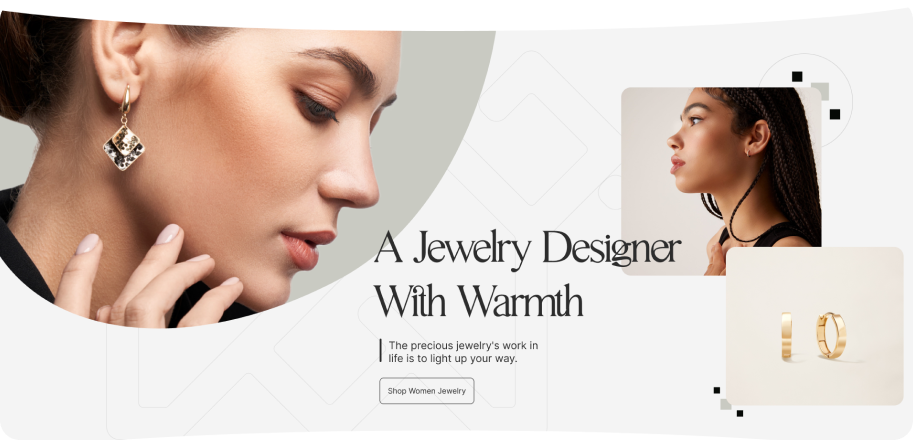 A Jewelry Designer
With Warmth
The precious jewelry's work in
life is to light up your way.
Shop Women Jewelry